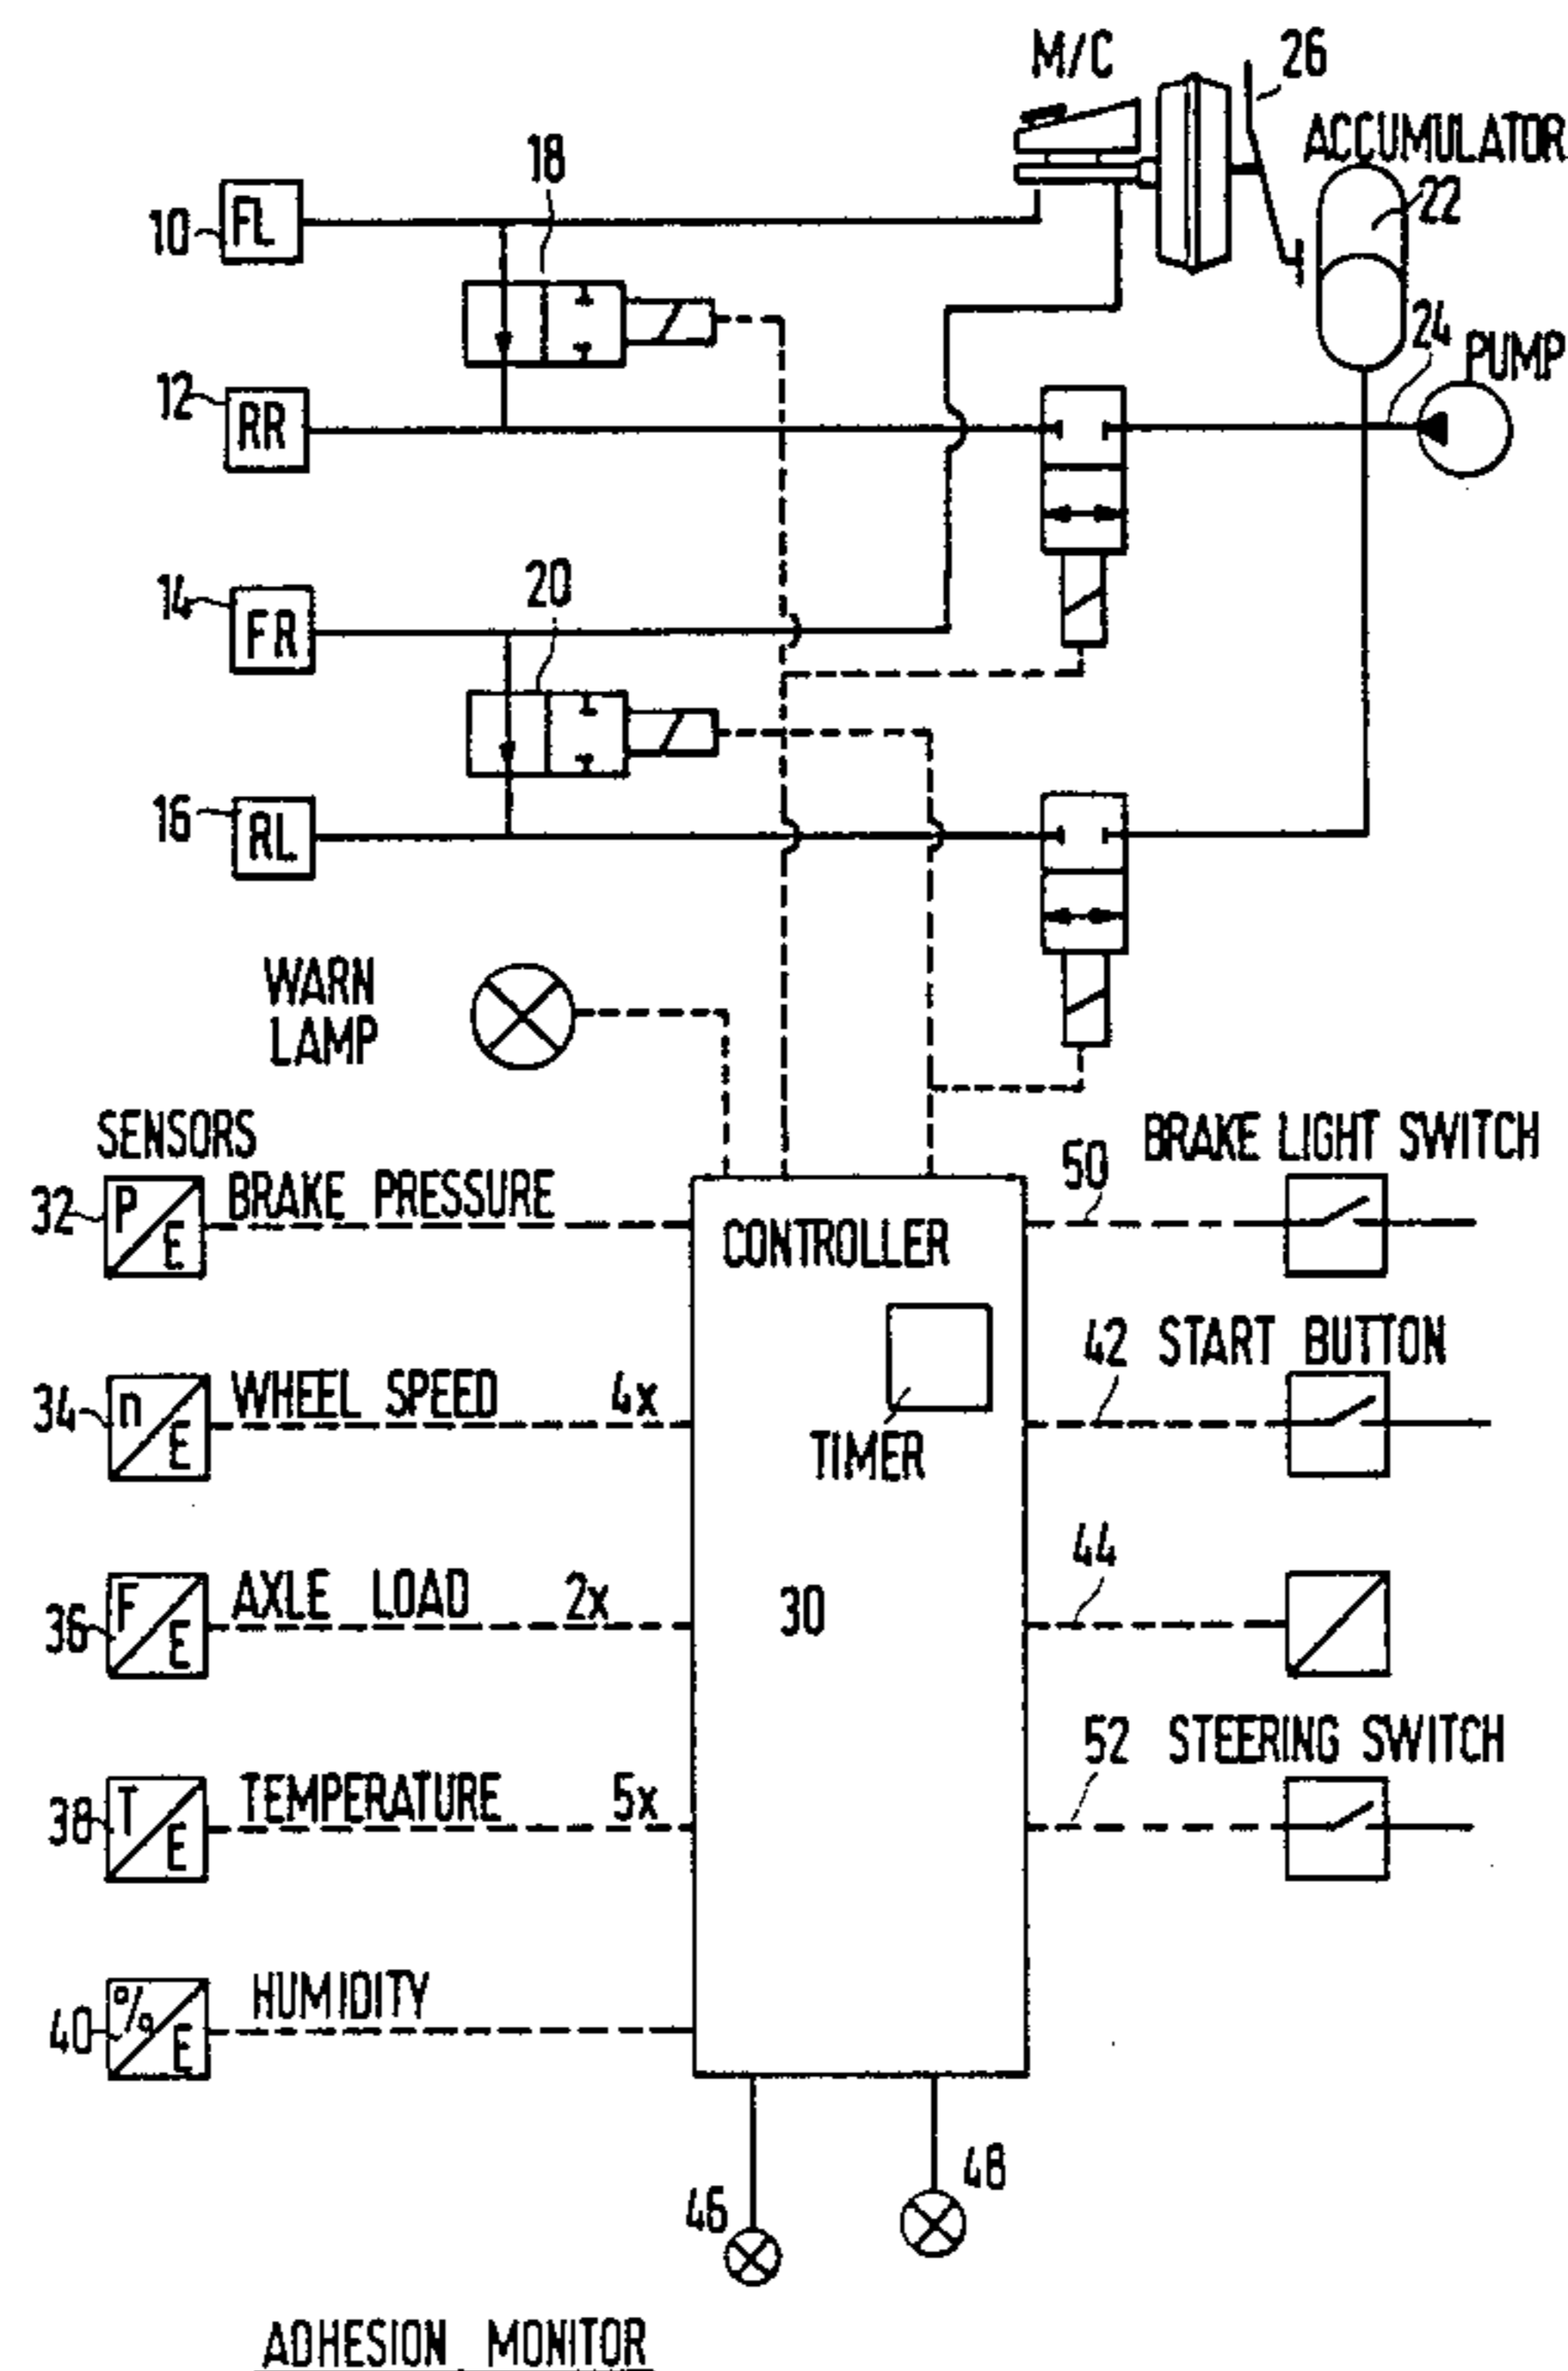 M/C
26
ACCUMULATOR
22
18
10 FL
24
PUMP
12 RR
14 FR
20
16 RL
WARN
LAMP
SENSORS
32 P/E BRAKE PRESSURE
CONTROLLER
50 BRAKE LIGHT SWITCH
34 n/E WHEEL SPEED 4x
TIMER
42 START BUTTON
36 F/E AXLE LOAD 2x
30
44
38 T/E TEMPERATURE 5x
52 STEERING SWITCH
40 %/E HUMIDITY
46
48
ADHESION MONITOR